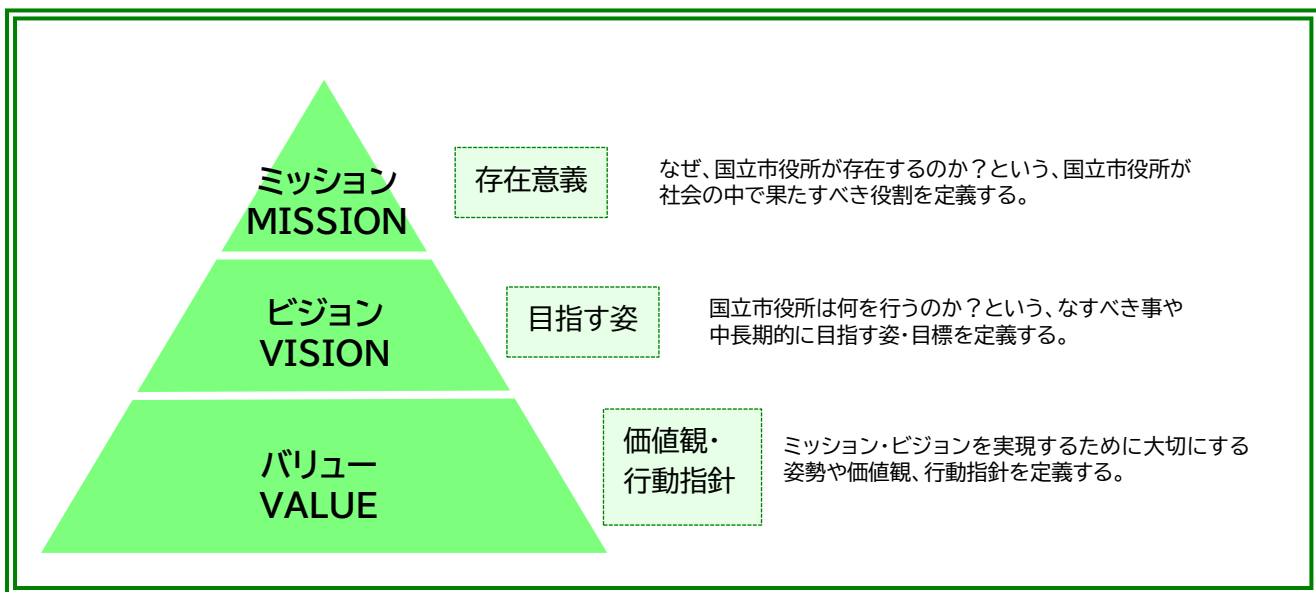 ミッション
MISSION
存在意義
なぜ、国立市役所が存在するのか？という、国立市役所が
社会の中で果たすべき役割を定義する。
ビジョン
VISION
目指す姿
国立市役所は何を行うのか？という、なすべき事や
中長期的に目指す姿・目標を定義する。
バリュー
VALUE
価値観・
行動指針
ミッション・ビジョンを実現するために大切にする
姿勢や価値観、行動指針を定義する。